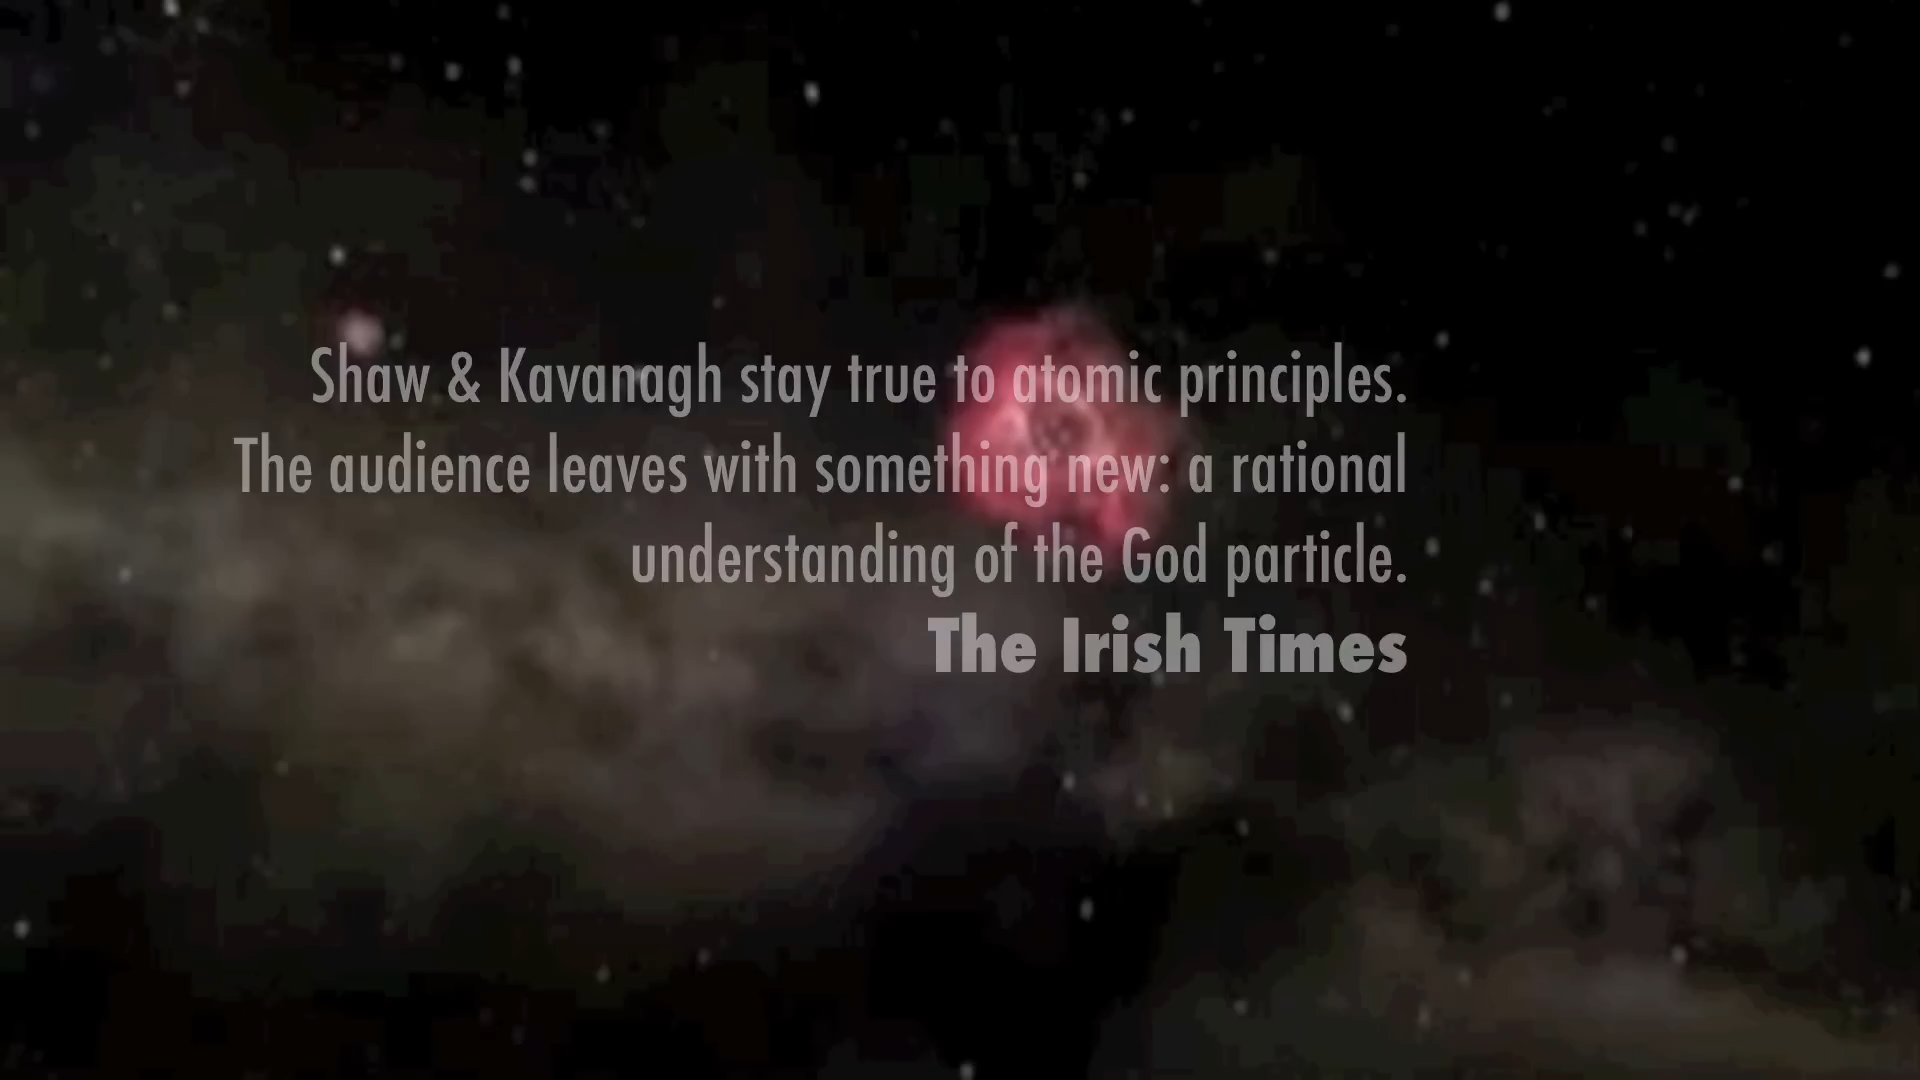 Shaw & Kavanagh stay true to atomic principles.
The audience leaves with something new: a rational
understanding of the God particle.
The Irish Times